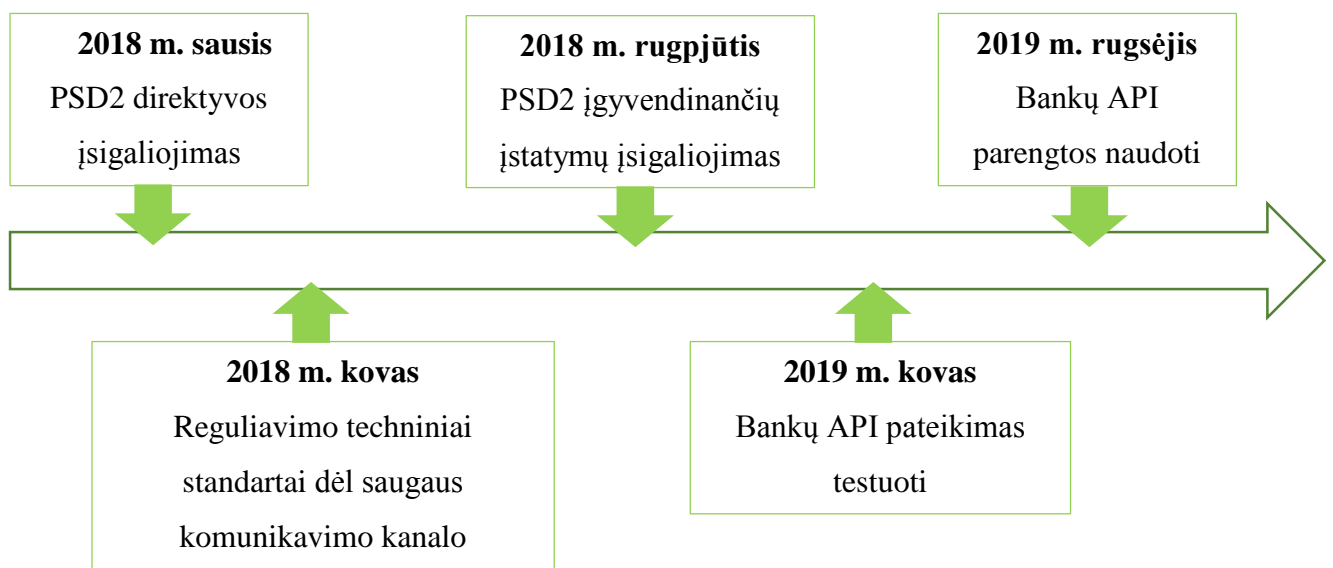 2018 m. sausis
PSD2 direktyvos
įsigaliojimas
2018 m. rugpjūtis
PSD2 įgyvendinančių
įstatymų įsigaliojimas
2019 m. rugsėjis
Bankų API
parengtos naudoti
2018 m. kovas
Reguliavimo techniniai
standartai dėl saugaus
komunikavimo kanalo
2019 m. kovas
Bankų API pateikimas
testuoti